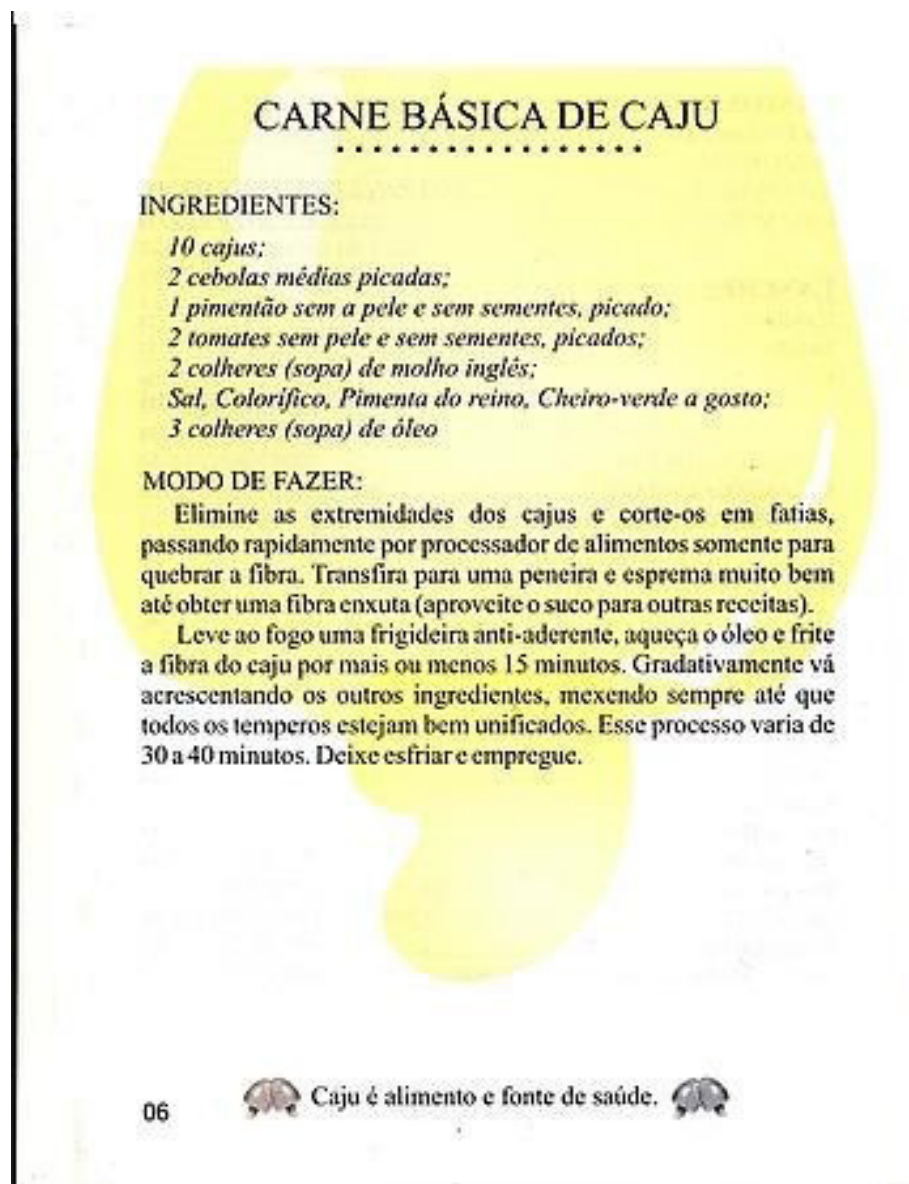 CARNE BÁSICA DE CAJU
INGREDIENTES:
10 cajus;
2 cebolas médias picadas;
1 pimentão sem a pele e sem sementes, picado;
2 tomates sem pele e sem sementes, picados;
2 colheres (sopa) de molho inglês;
Sal, Colorífico, Pimenta do reino, Cheiro-verde a gosto;
3 colheres (sopa) de óleo
MODO DE FAZER:
Elimine as extremidades dos cajus e corte-os em fatias,
passando rapidamente por processador de alimentos somente para
quebrar a fibra. Transfira para uma peneira e esprema muito bem
até obter uma fibra enxuta (aproveite o suco para outras receitas).
Leve ao fogo uma frigideira anti-aderente, aqueça o óleo e frite
a fibra do caju por mais ou menos 15 minutos. Gradativamente vá
acrescentando os outros ingredientes, mexendo sempre até que
todos os temperos estejam bem unificados. Esse processo varia de
30 a 40 minutos. Deixe esfriar e empregue.
06 Caju é alimento e fonte de saúde.